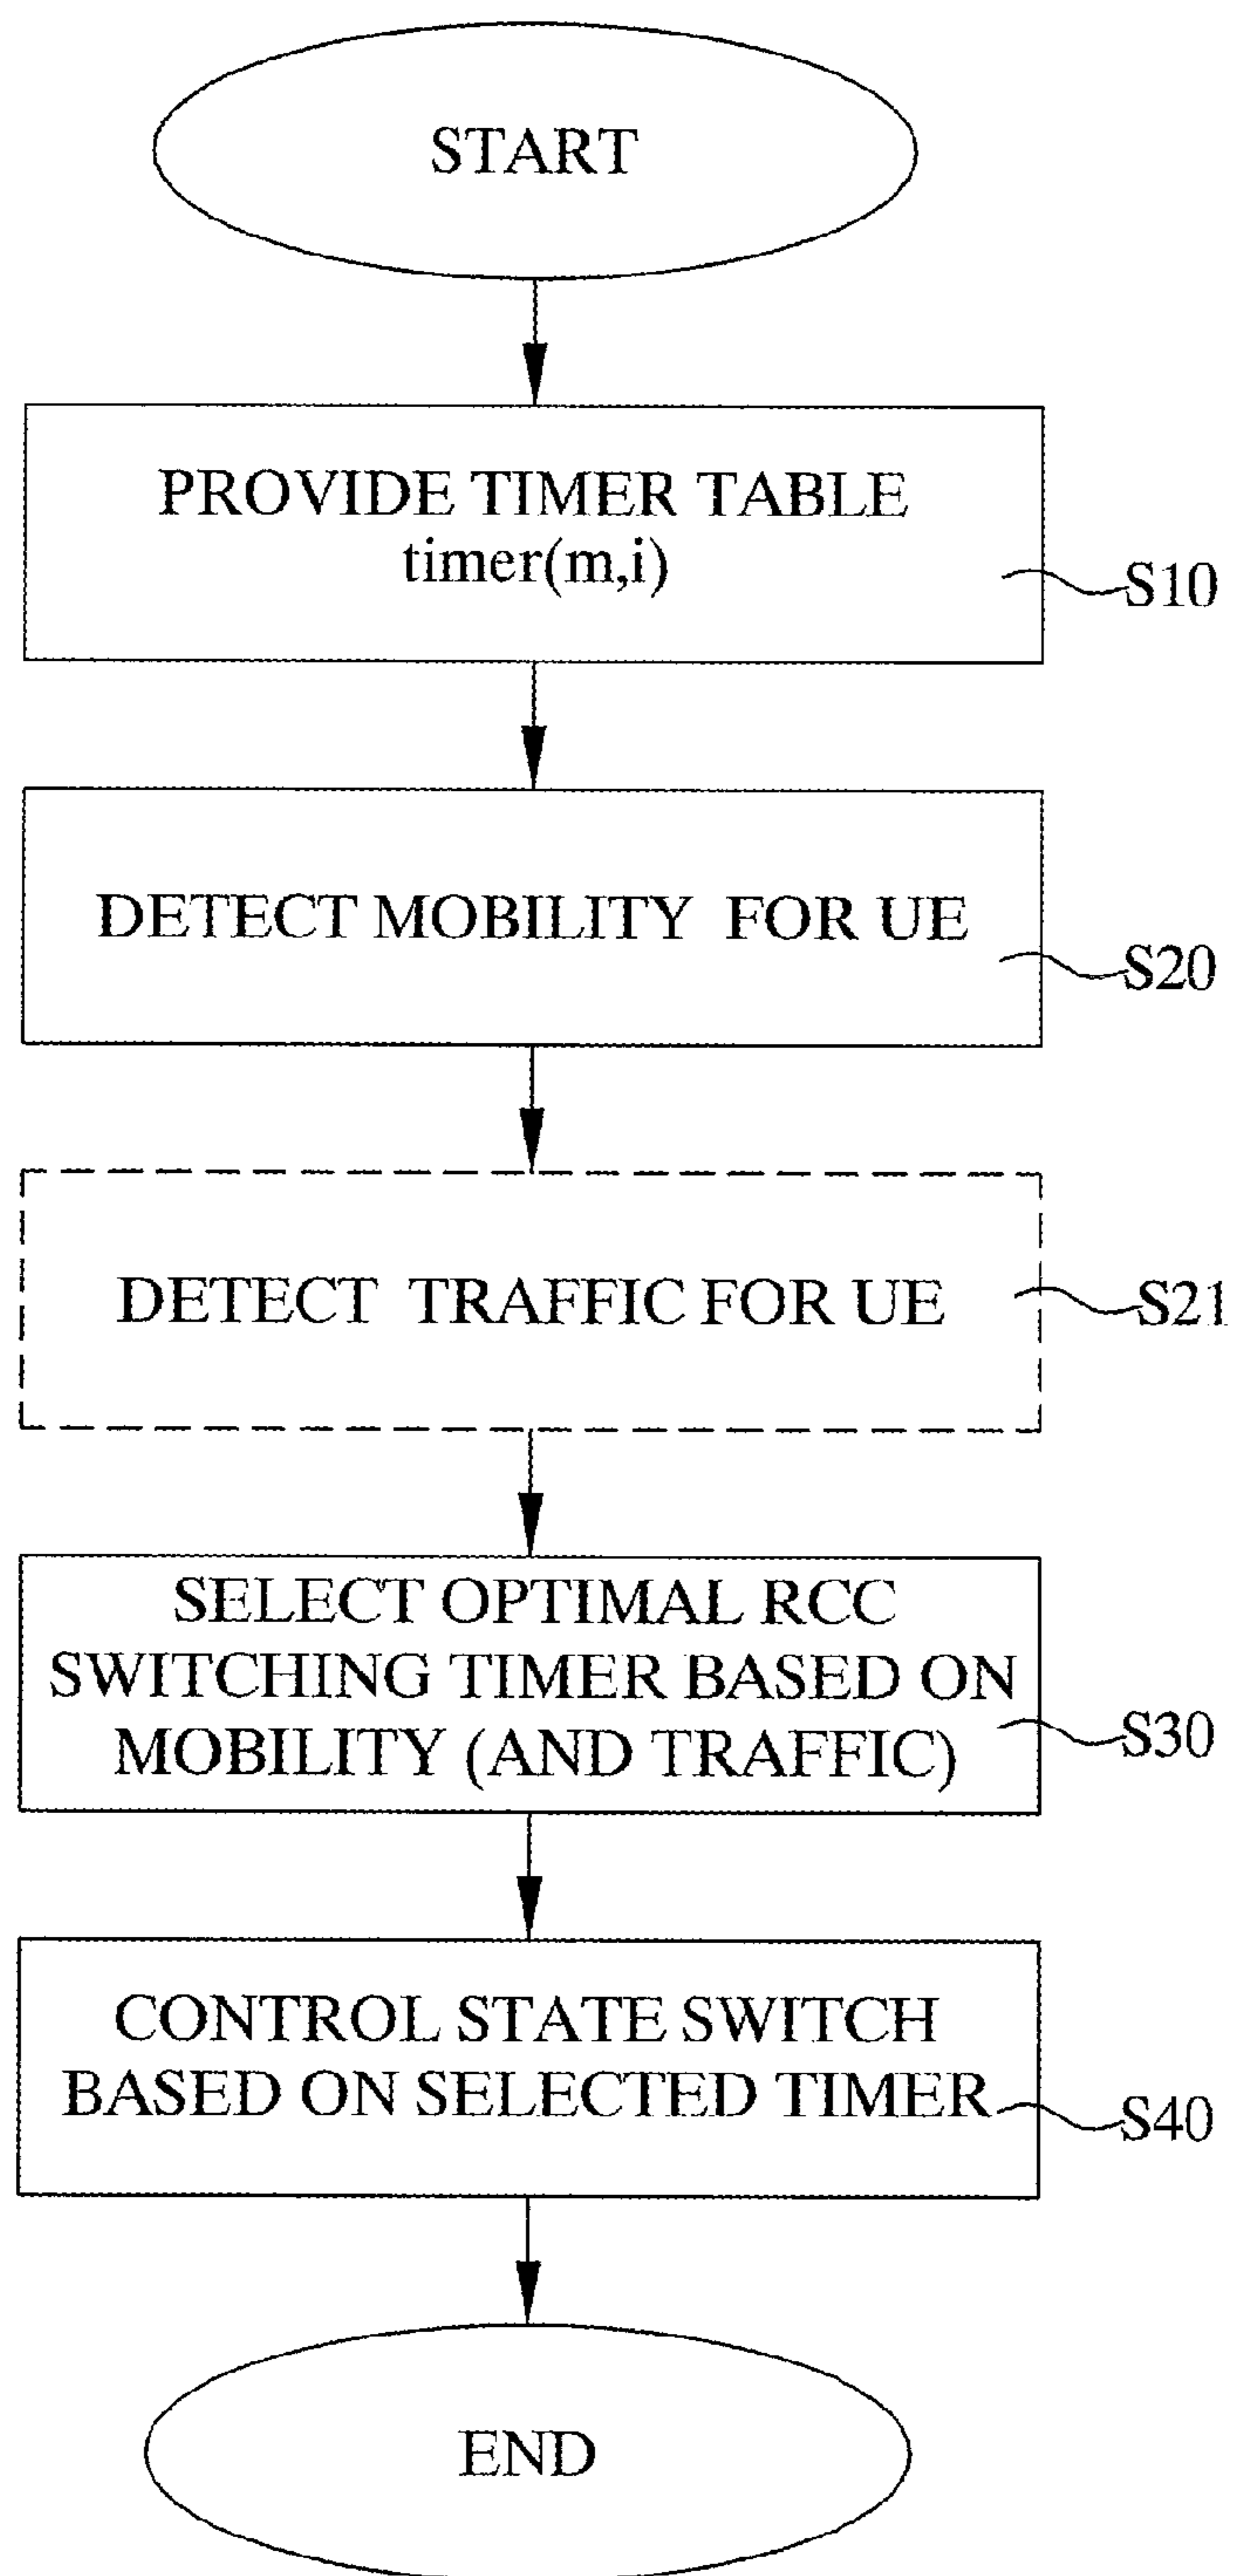 START
PROVIDE TIMER TABLE
timer(m,i)
S10
DETECT MOBILITY FOR UE
S20
DETECT TRAFFIC FOR UE
S21
SELECT OPTIMAL RCC
SWITCHING TIMER BASED ON
MOBILITY (AND TRAFFIC)
S30
CONTROL STATE SWITCH
BASED ON SELECTED TIMER
S40
END